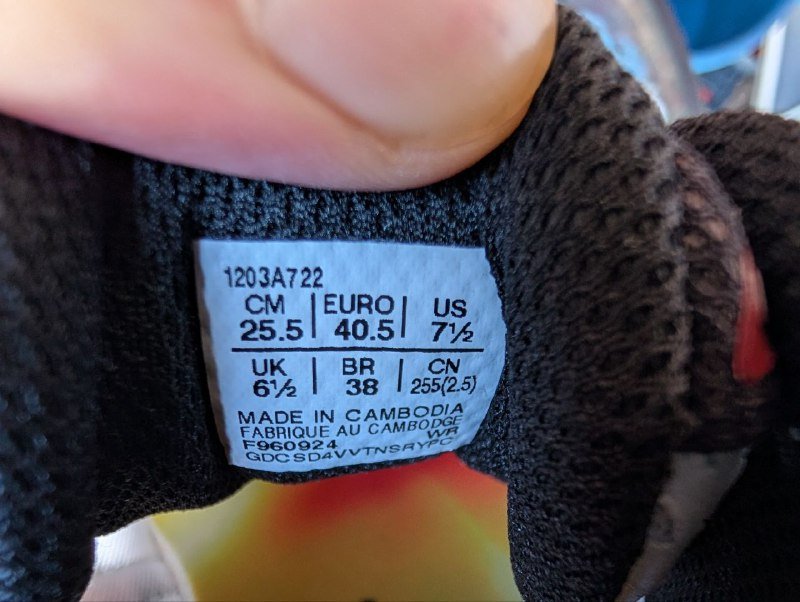 1203A722
CM | EURO | US
25.5 | 40.5 | 7½
UK | BR | CN
6½ | 38 | 255(2.5)
MADE IN CAMBODIA
FABRIQUE AU CAMBODGE
F960924 WR
GDCSD4VVTNSRYPC